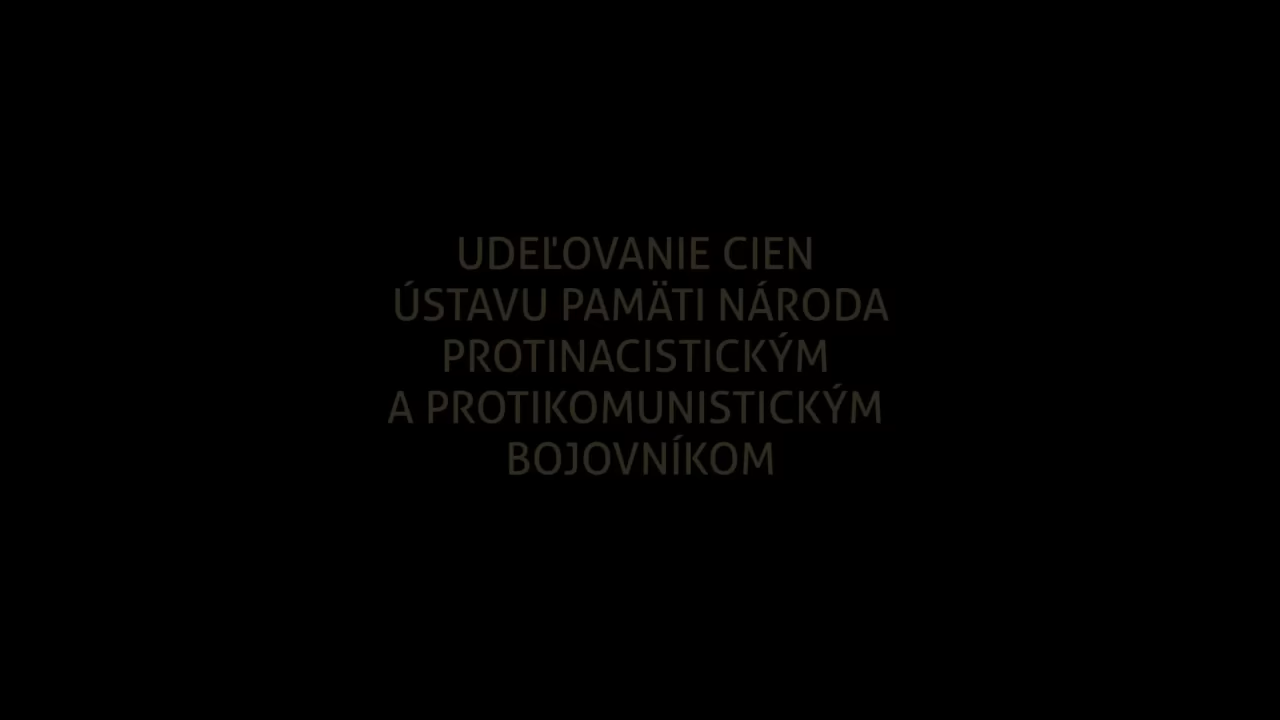 UDEĽOVANIE CIEN
ÚSTAVU PAMÄTI NÁRODA
PROTINACISTICKÝM
A PROTIKOMUNISTICKÝM
BOJOVNÍKOM